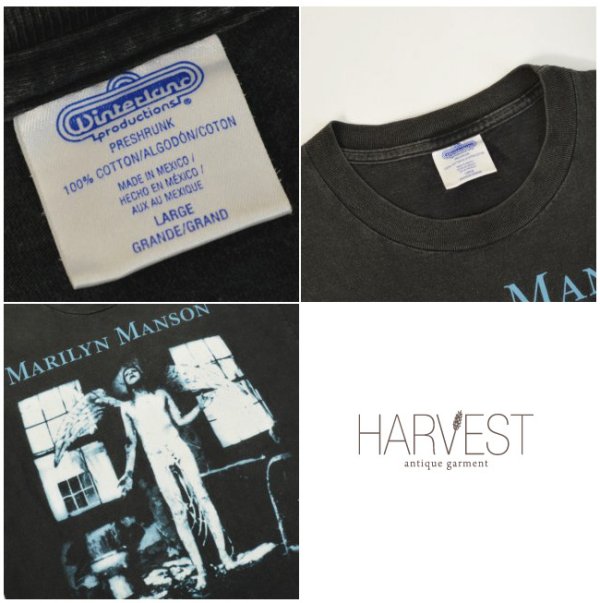 Winterland
productions®
PRESHRUNK
100% COTTON/ALGODÓN/COTON
MADE IN MEXICO /
HECHO EN MÉXICO /
AUX AU MEXIQUE
LARGE
GRANDE/GRAND
MAN
MARILYN MANSON
HARVEST
antique garment